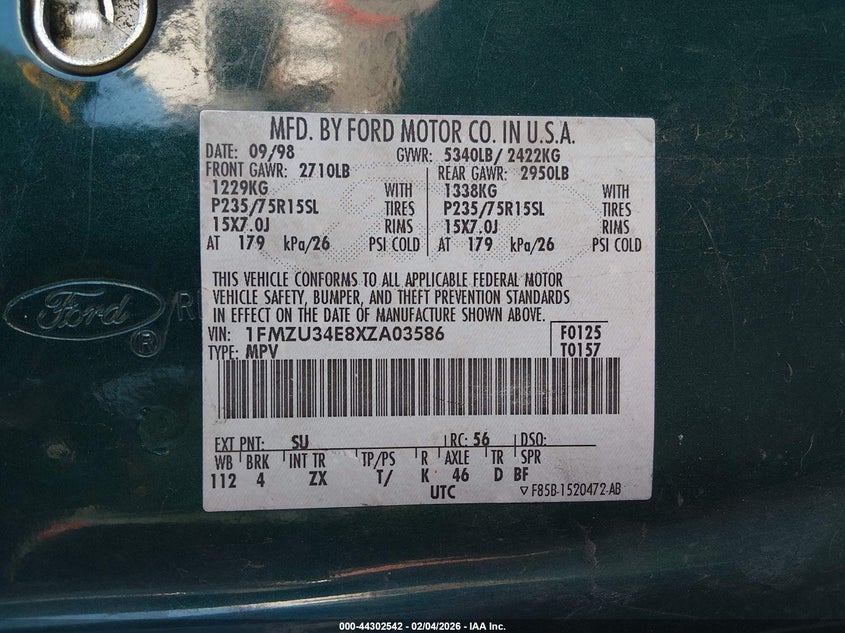 MFD. BY FORD MOTOR CO. IN U.S.A.
DATE: 09/98 GVWR: 5340LB/ 2422KG
FRONT GAWR: 2710LB REAR GAWR: 2950LB
1229KG WITH 1338KG WITH
P235/75R15SL TIRES P235/75R15SL TIRES
15X7.0J RIMS 15X7.0J RIMS
AT 179 kPa/26 PSI COLD AT 179 kPa/26 PSI COLD
THIS VEHICLE CONFORMS TO ALL APPLICABLE FEDERAL MOTOR
VEHICLE SAFETY, BUMPER, AND THEFT PREVENTION STANDARDS
IN EFFECT ON THE DATE OF MANUFACTURE SHOWN ABOVE.
Ford ®
VIN: 1FMZU34E8XZA03586 F0125
TYPE: MPV T0157
EXT PNT: SU RC: 56 DSO:
WB BRK INT TR TP/PS R AXLE TR SPR
112 4 ZX T/ K 46 D BF
UTC ▽ F85B-1520472-AB
000-44302542 - 02/04/2026 - IAA Inc.